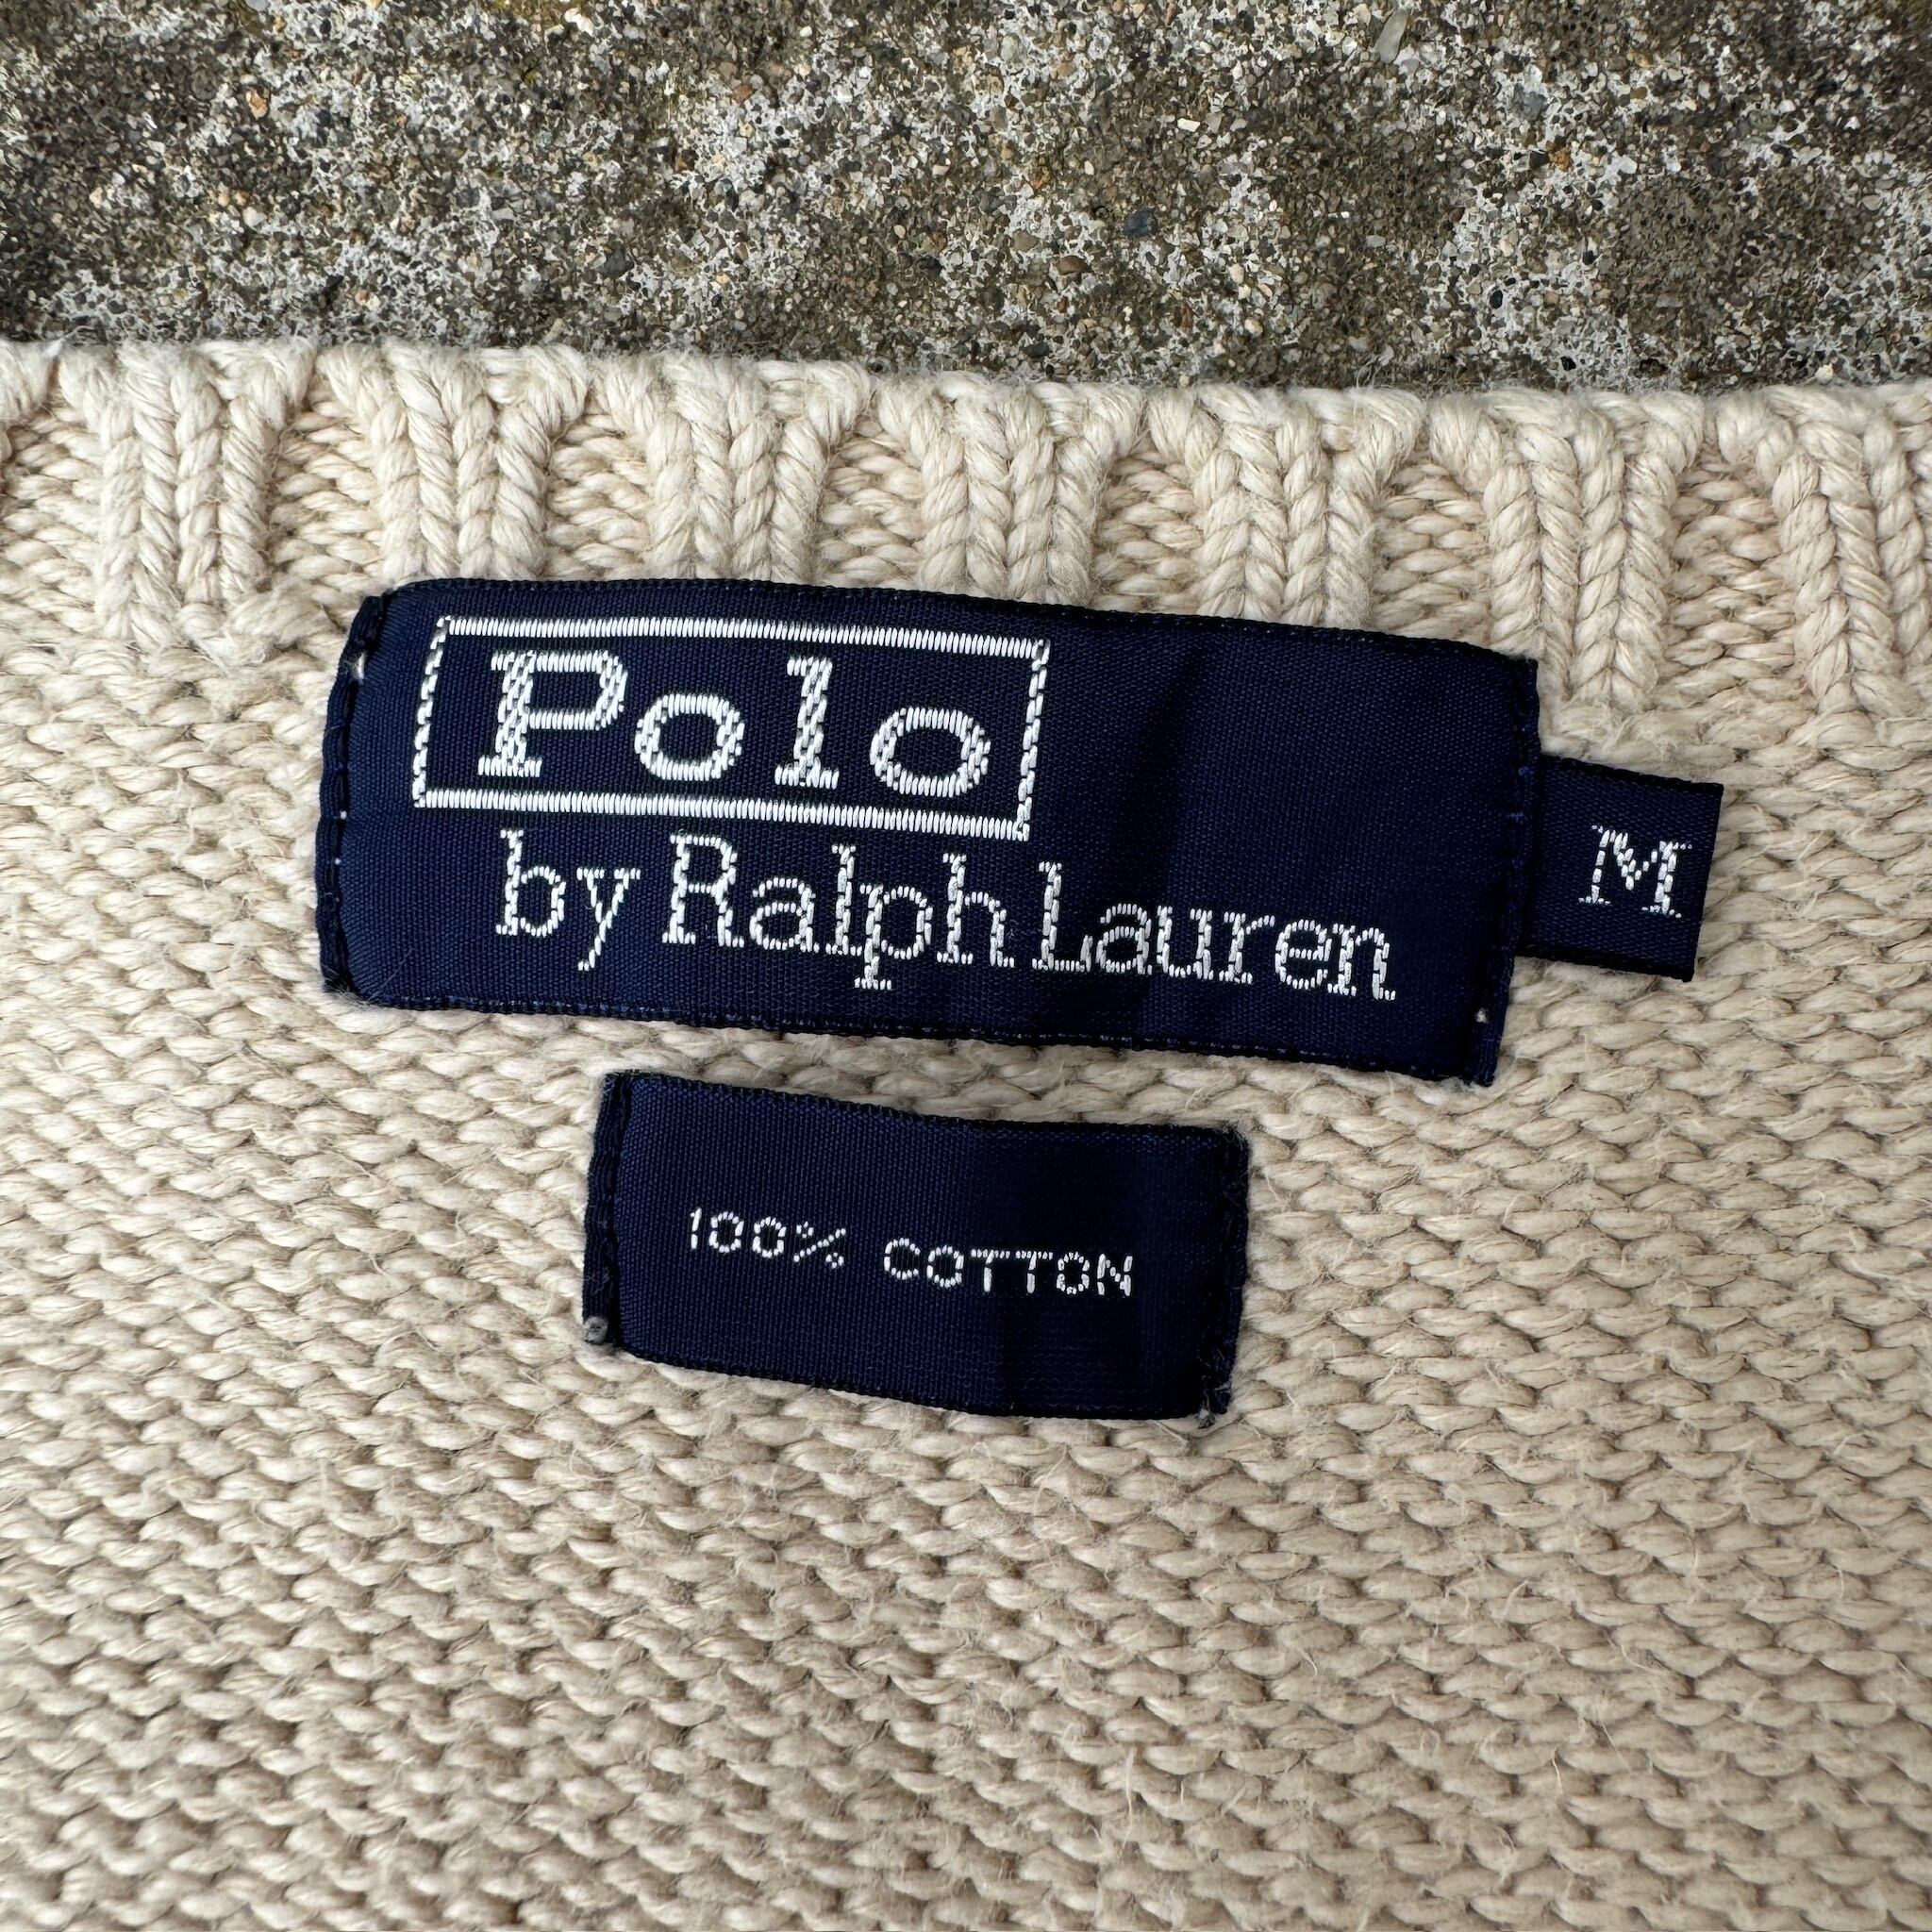 Polo
by Ralph Lauren
M
100% COTTON